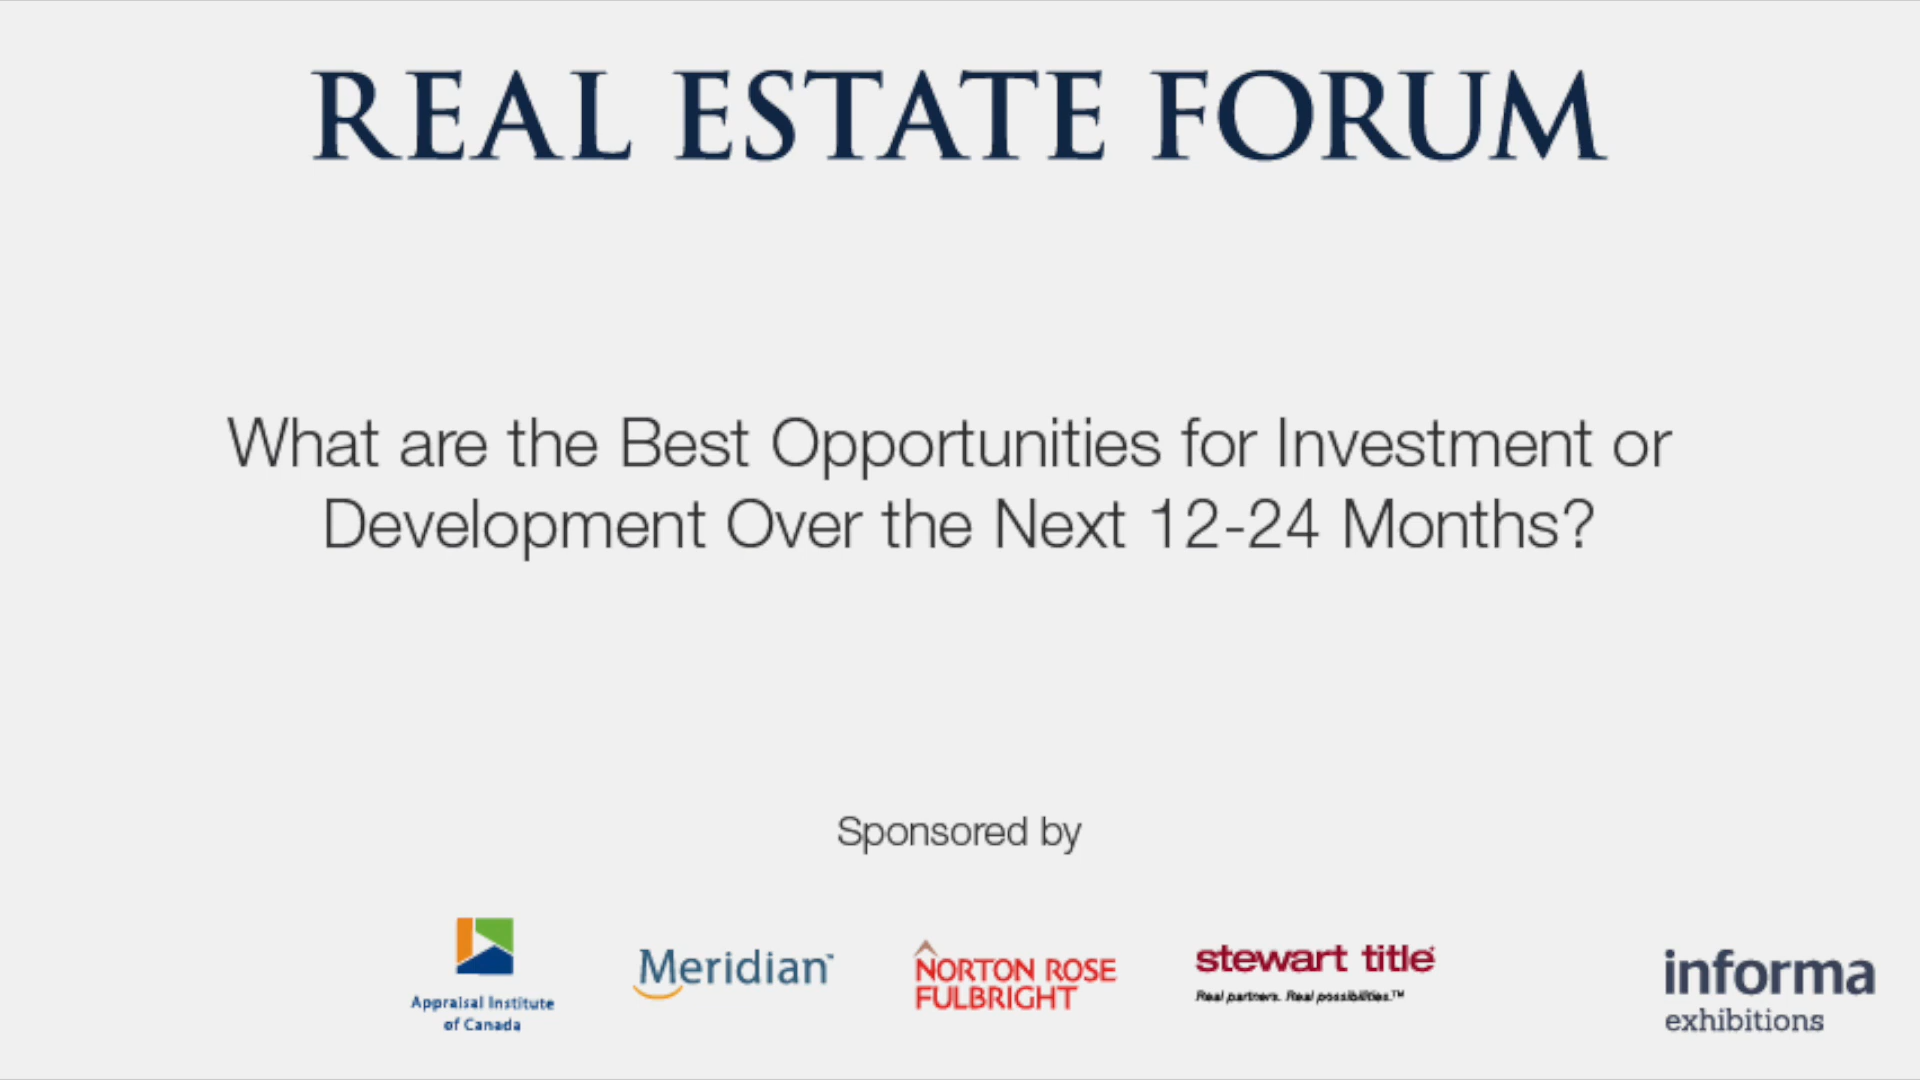 REAL ESTATE FORUM
What are the Best Opportunities for Investment or
Development Over the Next 12-24 Months?
Sponsored by
Appraisal Institute
of Canada
Meridian™
NORTON ROSE
FULBRIGHT
stewart title
Real partners. Real possibilities.™
informa
exhibitions